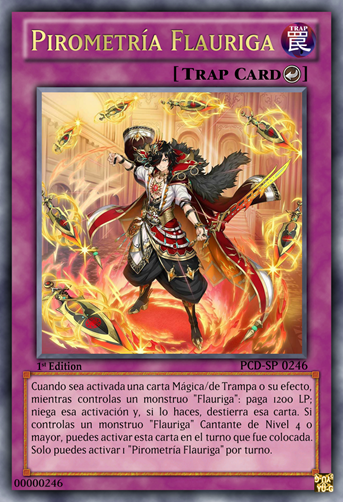 PIROMETRÍA FLAURIGA
TRAP
罠
[TRAP CARD]
1st Edition
PCD-SP 0246
Cuando sea activada una carta Mágica/de Trampa o su efecto,
mientras controlas un monstruo "Flauriga": paga 1200 LP;
niega esa activación y, si lo haces, destierra esa carta. Si
controlas un monstruo "Flauriga" Cantante de Nivel 4 o
mayor, puedes activar esta carta en el turno que fue colocada.
Solo puedes activar 1 "Pirometría Flauriga" por turno.
00000246